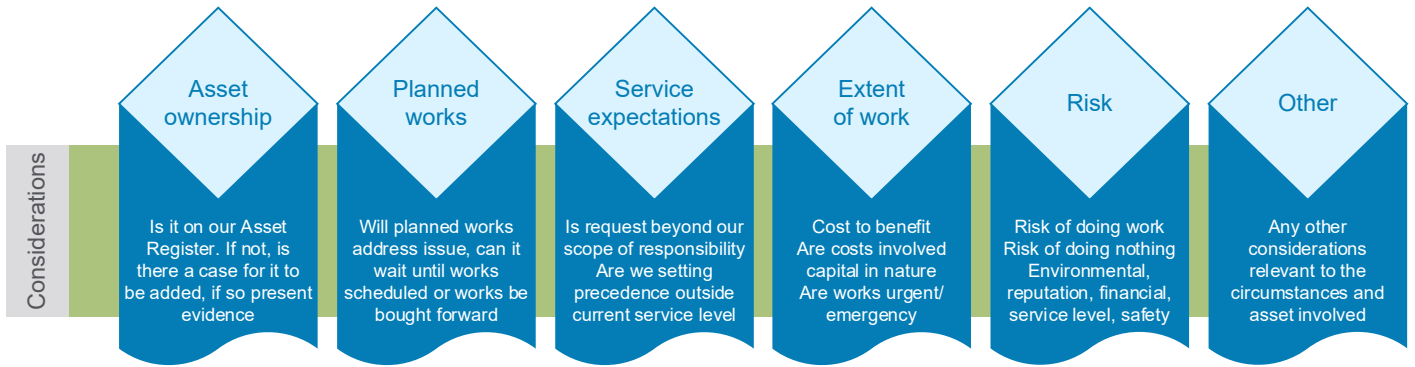 Considerations
Asset
ownership
Is it on our Asset
Register. If not, is
there a case for it to
be added, if so present
evidence
Planned
works
Will planned works
address issue, can it
wait until works
scheduled or works be
bought forward
Service
expectations
Is request beyond our
scope of responsibility
Are we setting
precedence outside
current service level
Extent
of work
Cost to benefit
Are costs involved
capital in nature
Are works urgent/
emergency
Risk
Risk of doing work
Risk of doing nothing
Environmental,
reputation, financial,
service level, safety
Other
Any other
considerations
relevant to the
circumstances and
asset involved